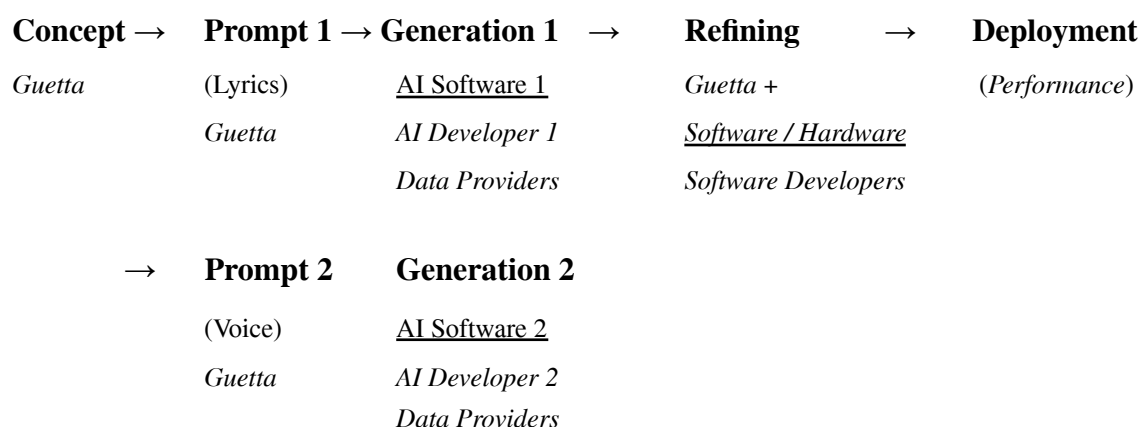 Concept → Prompt 1 → Generation 1 → Refining → Deployment
Guetta (Lyrics) AI Software 1 Guetta + (Performance)
Guetta AI Developer 1 Software / Hardware
Data Providers Software Developers
→ Prompt 2 Generation 2
(Voice) AI Software 2
Guetta AI Developer 2
Data Providers